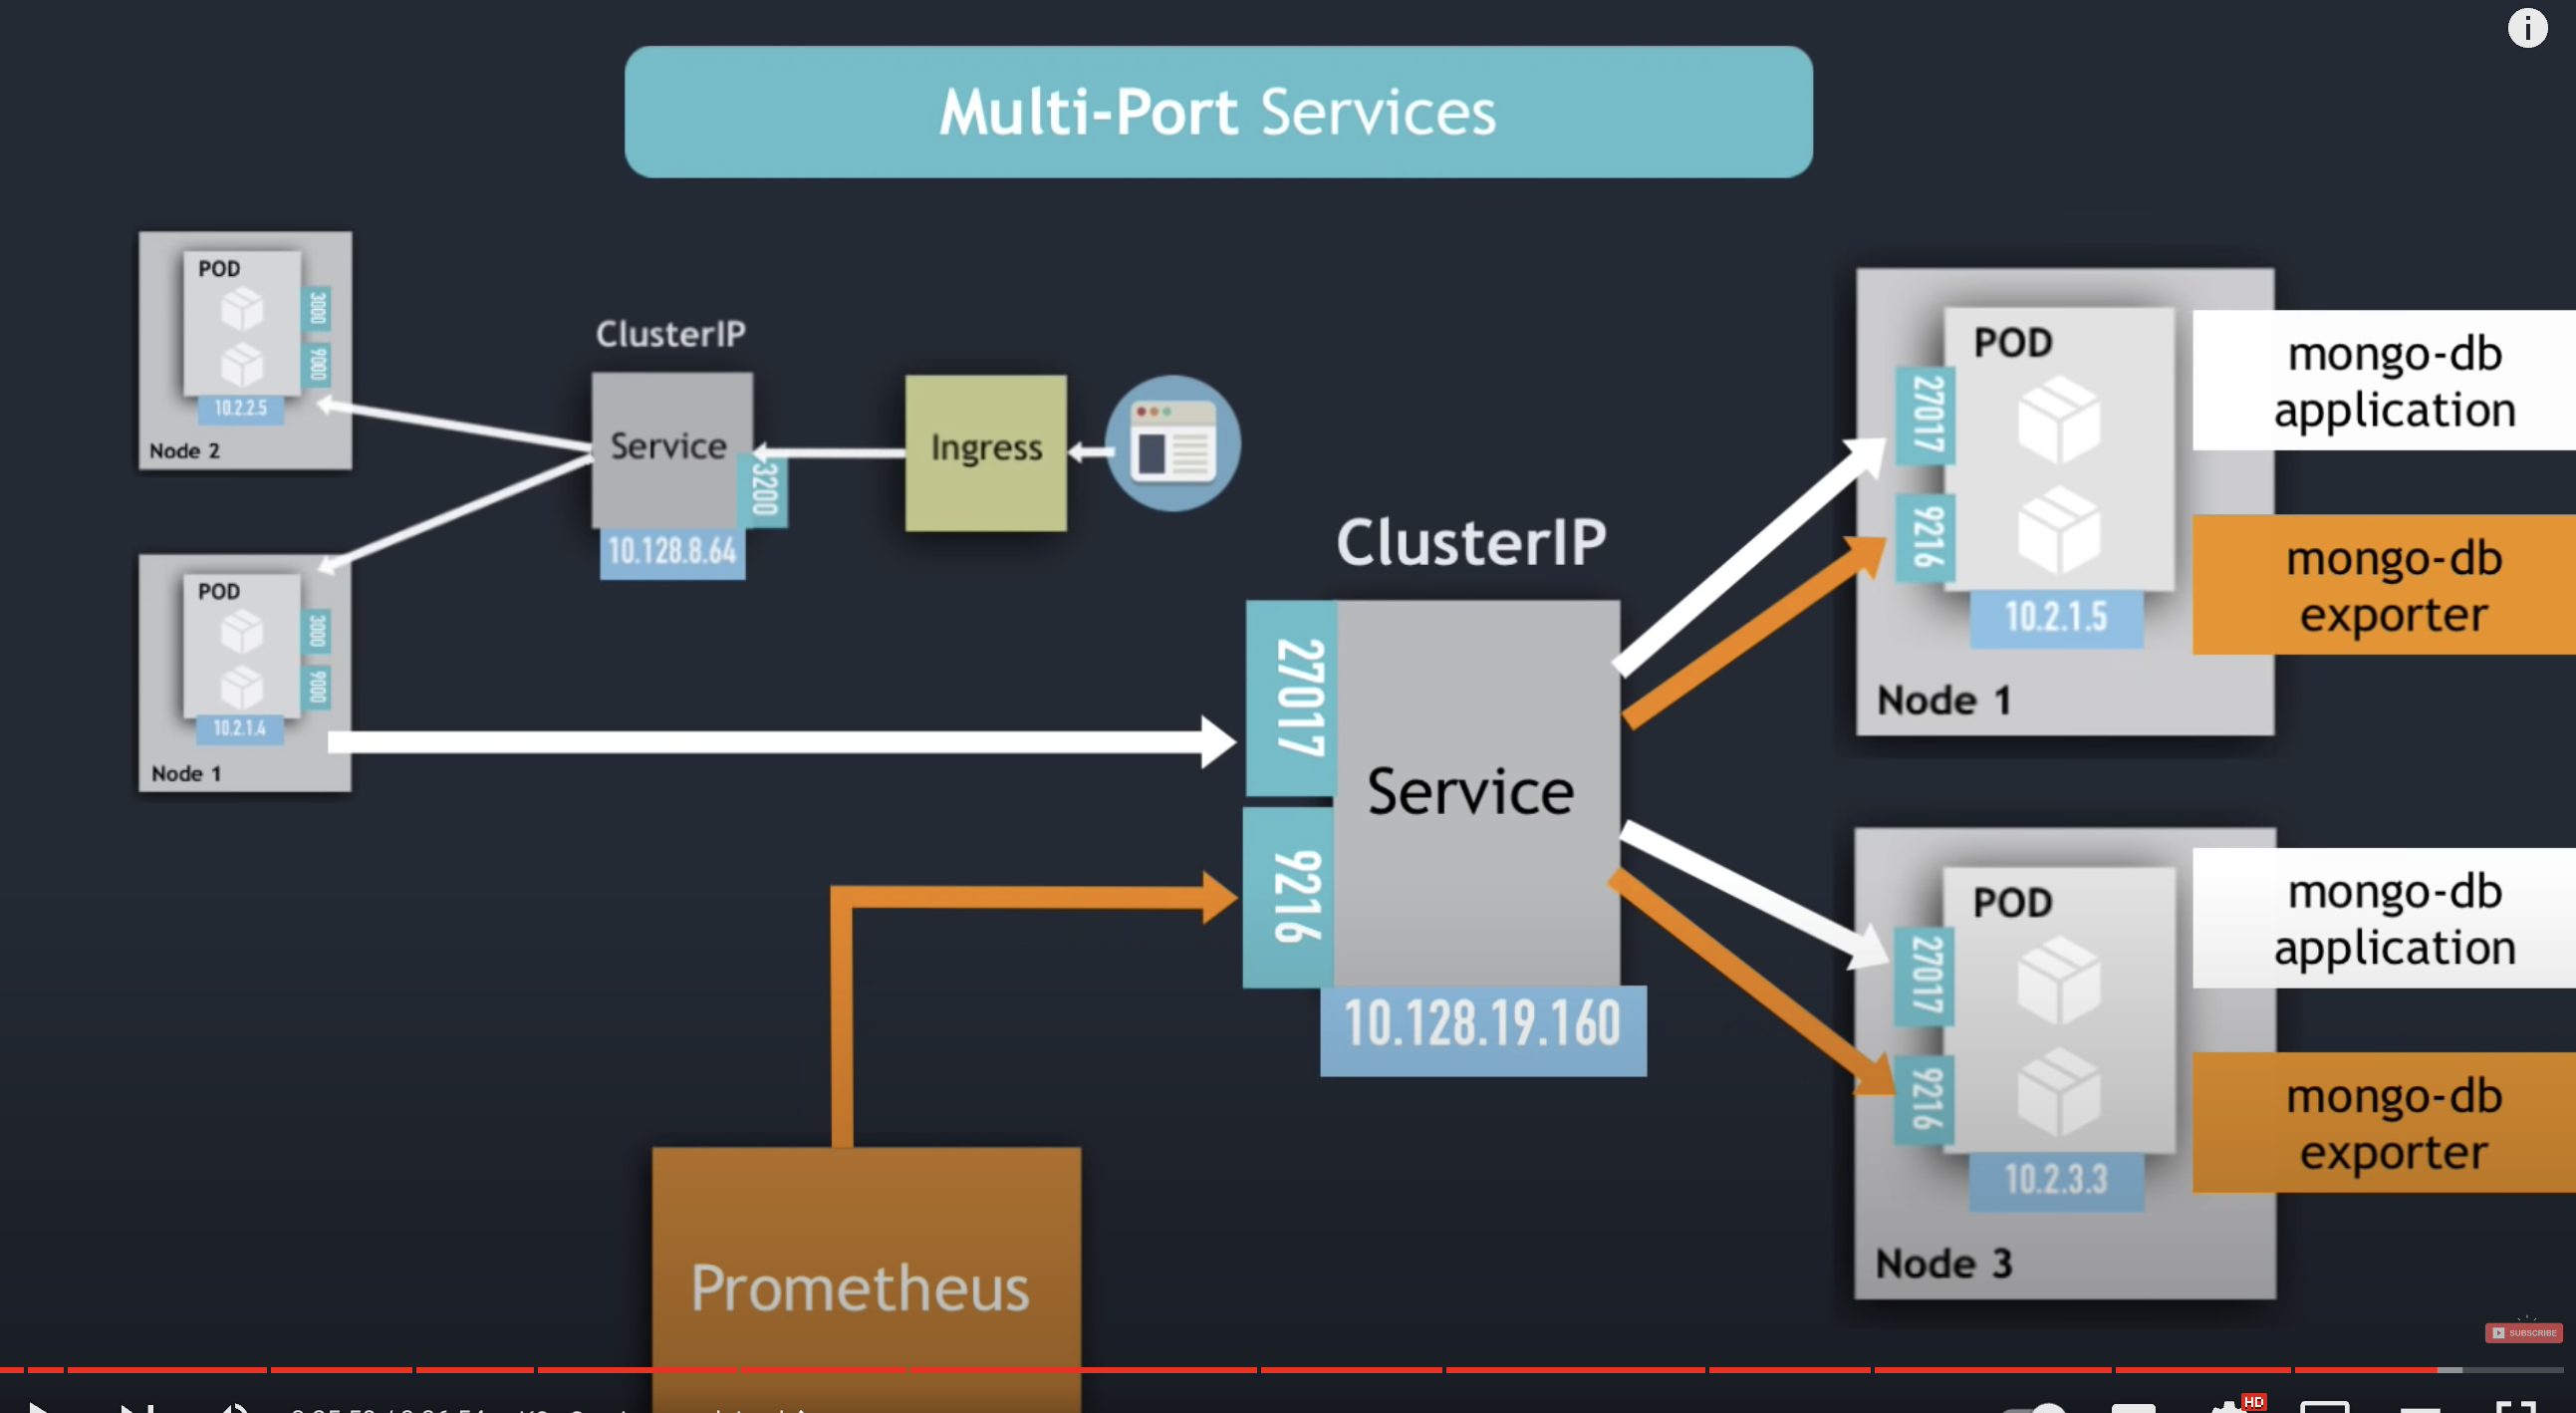 Multi-Port Services
POD
3000
9000
10.2.2.5
Node 2
ClusterIP
Service
3200
10.128.8.64
Ingress
POD
3000
9000
10.2.1.4
Node 1
ClusterIP
27017
9216
Service
10.128.19.160
Prometheus
POD
27017
9216
10.2.1.5
Node 1
mongo-db
application
mongo-db
exporter
POD
27017
9216
10.2.3.3
Node 3
mongo-db
application
mongo-db
exporter
SUBSCRIBE
HD